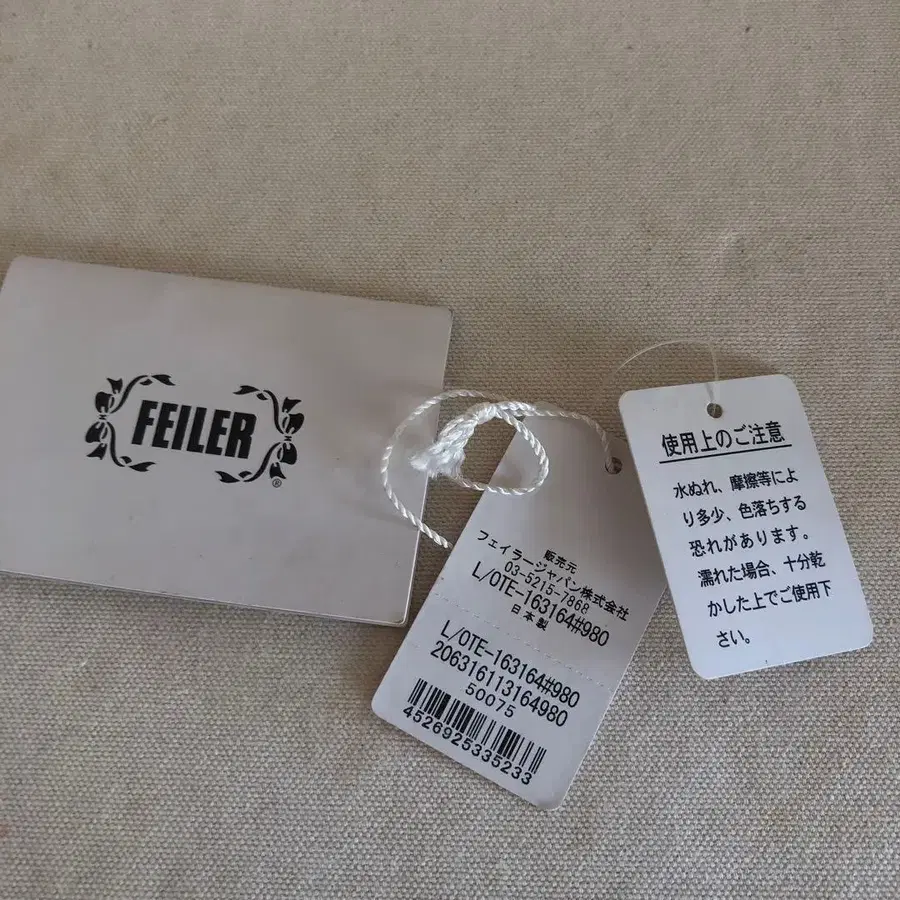 FEILER
®
販売元
フェイラージャパン株式会社
03-5215-7868
L/OTE-163164#980
日本製
L/OTE-163164#980
206316113164980
50075
4526925335233
使用上のご注意
水ぬれ、摩擦等によ
り多少、色落ちする
恐れがあります。
濡れた場合、十分乾
かした上でご使用下
さい。